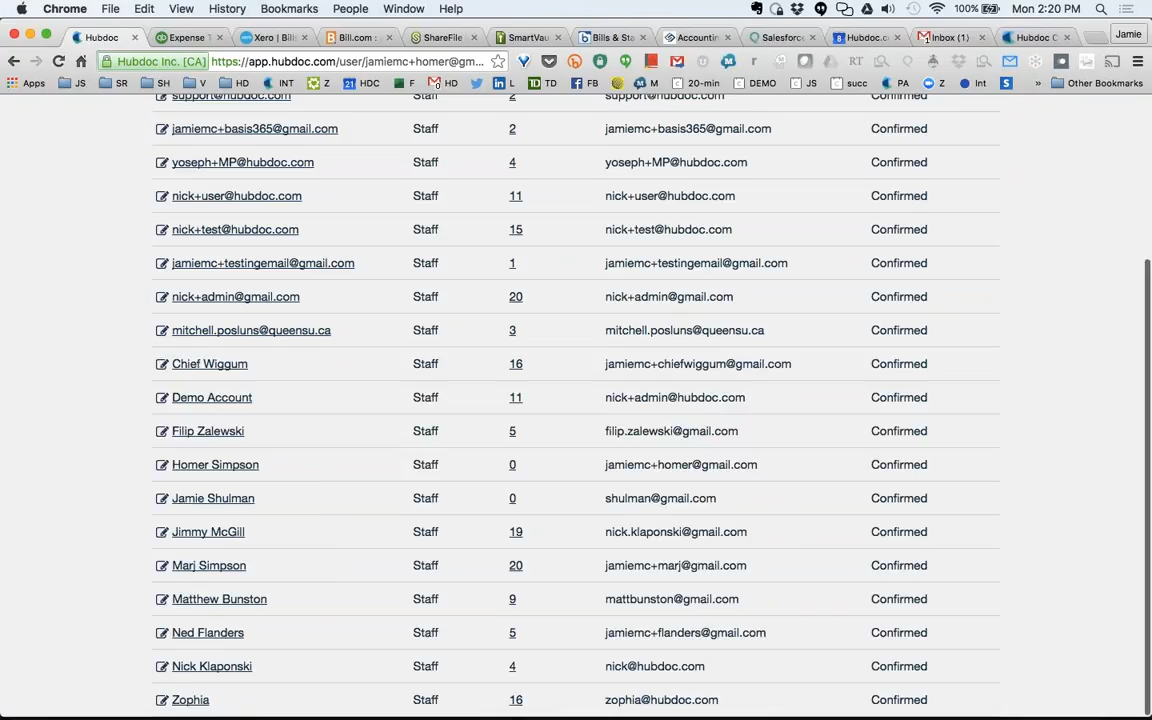 Chrome File Edit View History Bookmarks People Window Help 100% Mon 2:20 PM
Hubdoc Expense T Xero | Bill Bill.com : ShareFile SmartVau Bills & Sta Accountin Salesforc Hubdoc.c Inbox (1) Hubdoc C Jamie
Hubdoc Inc. [CA] https://app.hubdoc.com/user/jamiemc+homer@gm...
Apps JS SR SH V HD INT Z 21 HDC F HD L TD FB M 20-min DEMO JS succ PA Z Int » Other Bookmarks
support@hubdoc.com Staff 2 support@hubdoc.com Confirmed
jamiemc+basis365@gmail.com Staff 2 jamiemc+basis365@gmail.com Confirmed
yoseph+MP@hubdoc.com Staff 4 yoseph+MP@hubdoc.com Confirmed
nick+user@hubdoc.com Staff 11 nick+user@hubdoc.com Confirmed
nick+test@hubdoc.com Staff 15 nick+test@hubdoc.com Confirmed
jamiemc+testingemail@gmail.com Staff 1 jamiemc+testingemail@gmail.com Confirmed
nick+admin@gmail.com Staff 20 nick+admin@gmail.com Confirmed
mitchell.posluns@queensu.ca Staff 3 mitchell.posluns@queensu.ca Confirmed
Chief Wiggum Staff 16 jamiemc+chiefwiggum@gmail.com Confirmed
Demo Account Staff 11 nick+admin@hubdoc.com Confirmed
Filip Zalewski Staff 5 filip.zalewski@gmail.com Confirmed
Homer Simpson Staff 0 jamiemc+homer@gmail.com Confirmed
Jamie Shulman Staff 0 shulman@gmail.com Confirmed
Jimmy McGill Staff 19 nick.klaponski@gmail.com Confirmed
Marj Simpson Staff 20 jamiemc+marj@gmail.com Confirmed
Matthew Bunston Staff 9 mattbunston@gmail.com Confirmed
Ned Flanders Staff 5 jamiemc+flanders@gmail.com Confirmed
Nick Klaponski Staff 4 nick@hubdoc.com Confirmed
Zophia Staff 16 zophia@hubdoc.com Confirmed